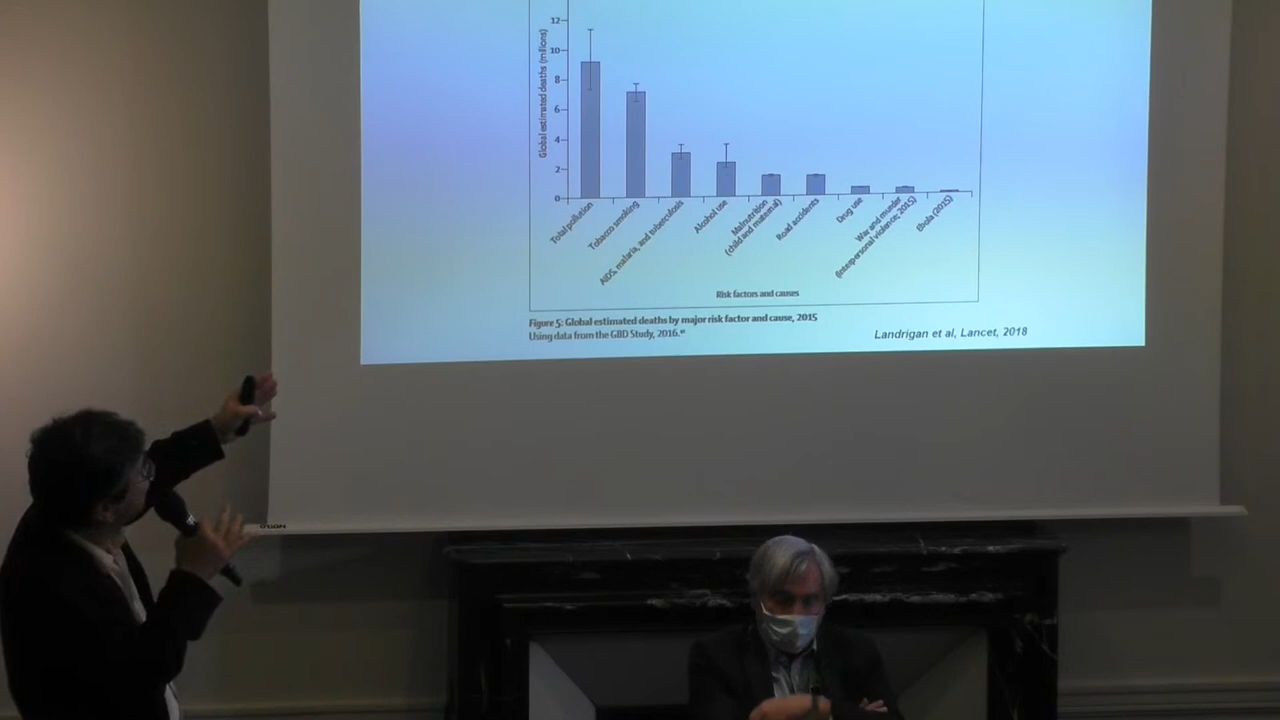 12
10
8
6
4
2
0
Global estimated deaths (millions)
Total pollution
Tobacco smoking
AIDS, malaria, and tuberculosis
Alcohol use
Malnutrition
(child and maternal)
Road accidents
Drug use
War and murder
(interpersonal violence; 2015)
Ebola (2015)
Risk factors and causes
Figure 5: Global estimated deaths by major risk factor and cause, 2015
Using data from the GBD Study, 2016.
Landrigan et al, Lancet, 2018